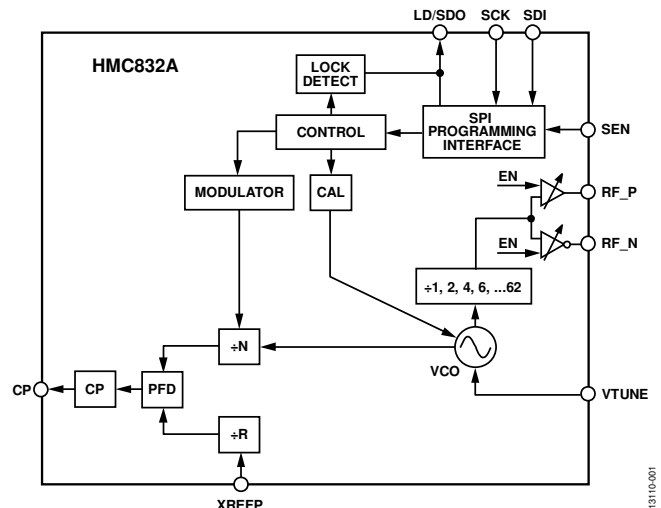 LD/SDO SCK SDI
HMC832A
LOCK
DETECT
CONTROL
SPI
PROGRAMMING
INTERFACE
SEN
MODULATOR
CAL
EN
RF_P
EN
RF_N
÷1, 2, 4, 6, ...62
÷N
VCO
CP
CP
PFD
VTUNE
÷R
XREFP
13110-001